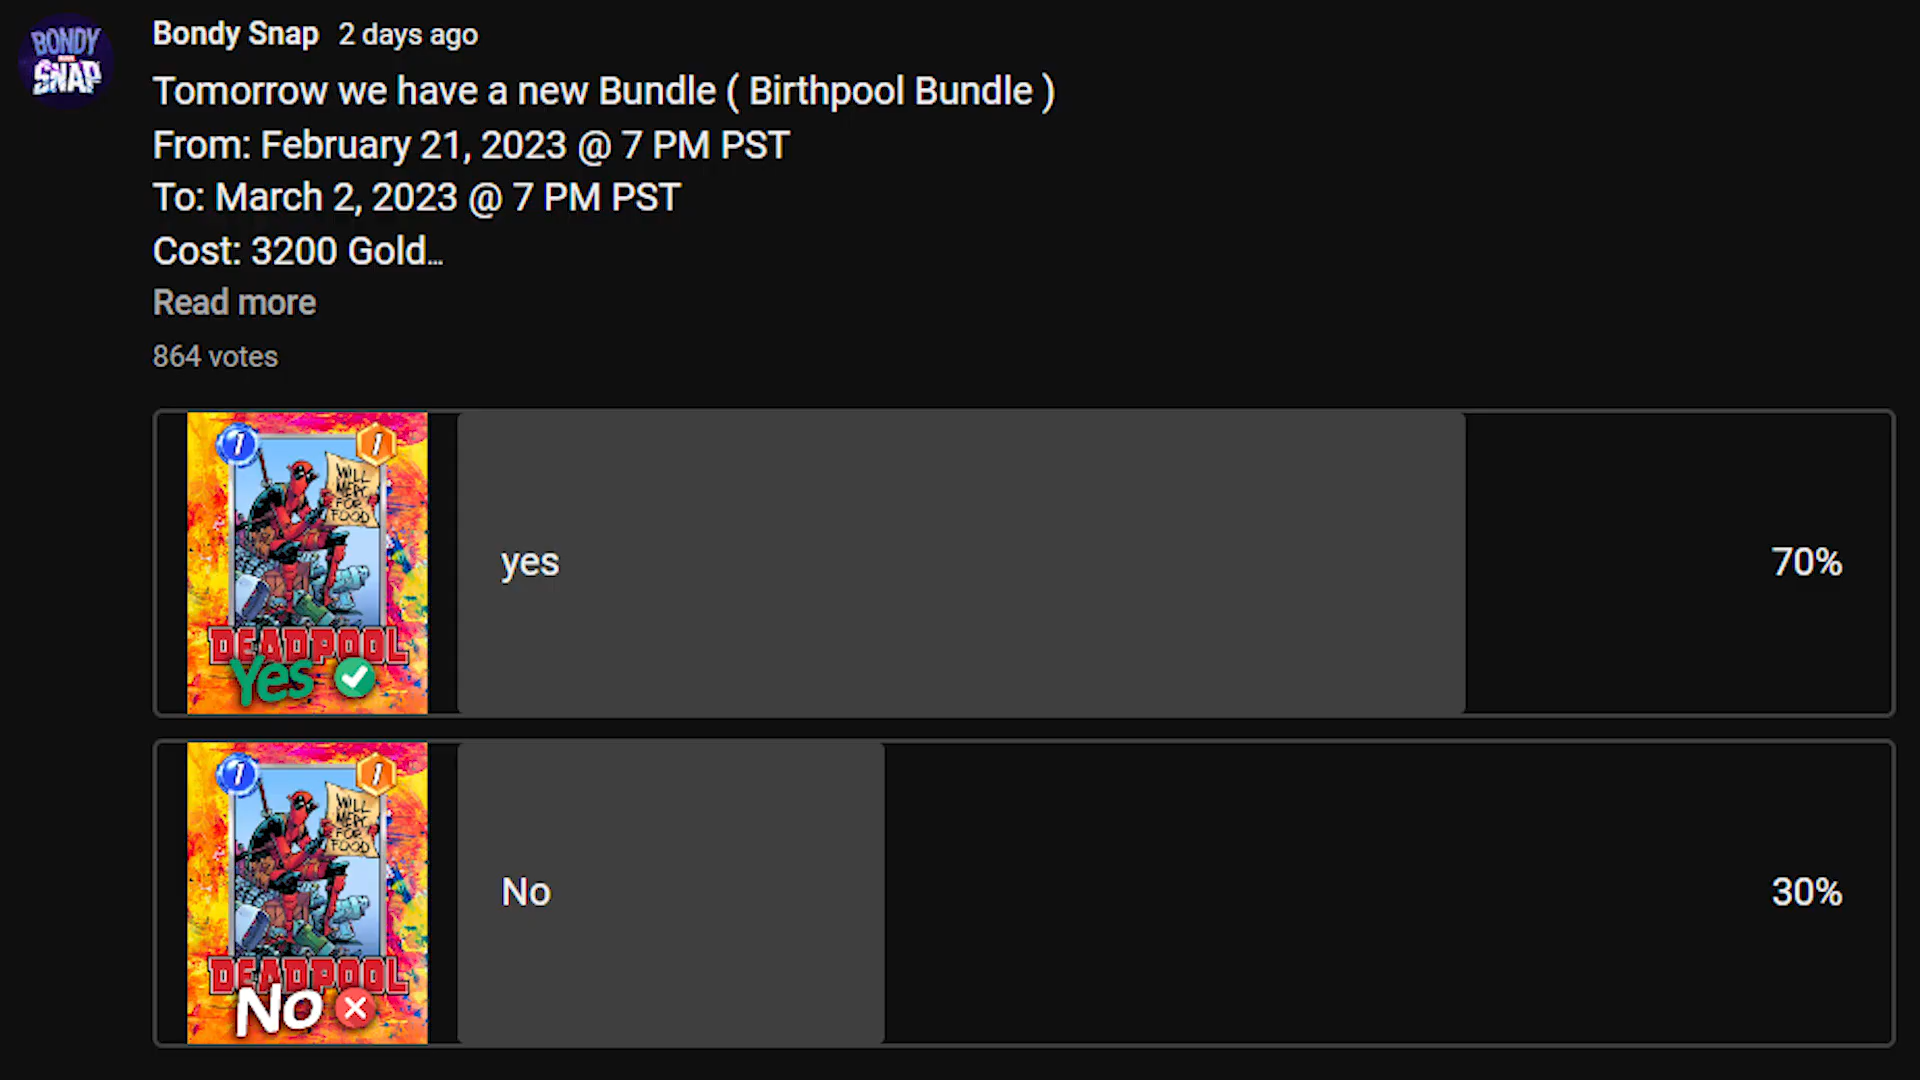 BONDY
SNAP
Bondy Snap 2 days ago
Tomorrow we have a new Bundle ( Birthpool Bundle )
From: February 21, 2023 @ 7 PM PST
To: March 2, 2023 @ 7 PM PST
Cost: 3200 Gold...
Read more
864 votes
1 1
WILL
MERC
FOR
FOOD
DEADPOOL
Yes
yes
70%
1 1
WILL
MERC
FOR
FOOD
DEADPOOL
No
No
30%